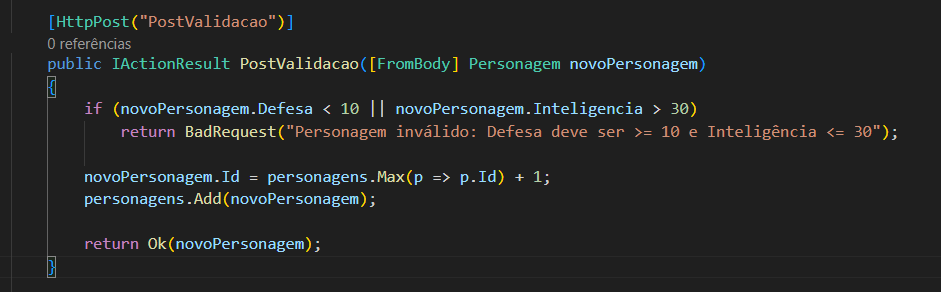 [HttpPost("PostValidacao")]
0 referências
public IActionResult PostValidacao([FromBody] Personagem novoPersonagem)
{
if (novoPersonagem.Defesa < 10 || novoPersonagem.Inteligencia > 30)
return BadRequest("Personagem inválido: Defesa deve ser >= 10 e Inteligência <= 30");
novoPersonagem.Id = personagens.Max(p => p.Id) + 1;
personagens.Add(novoPersonagem);
return Ok(novoPersonagem);
}